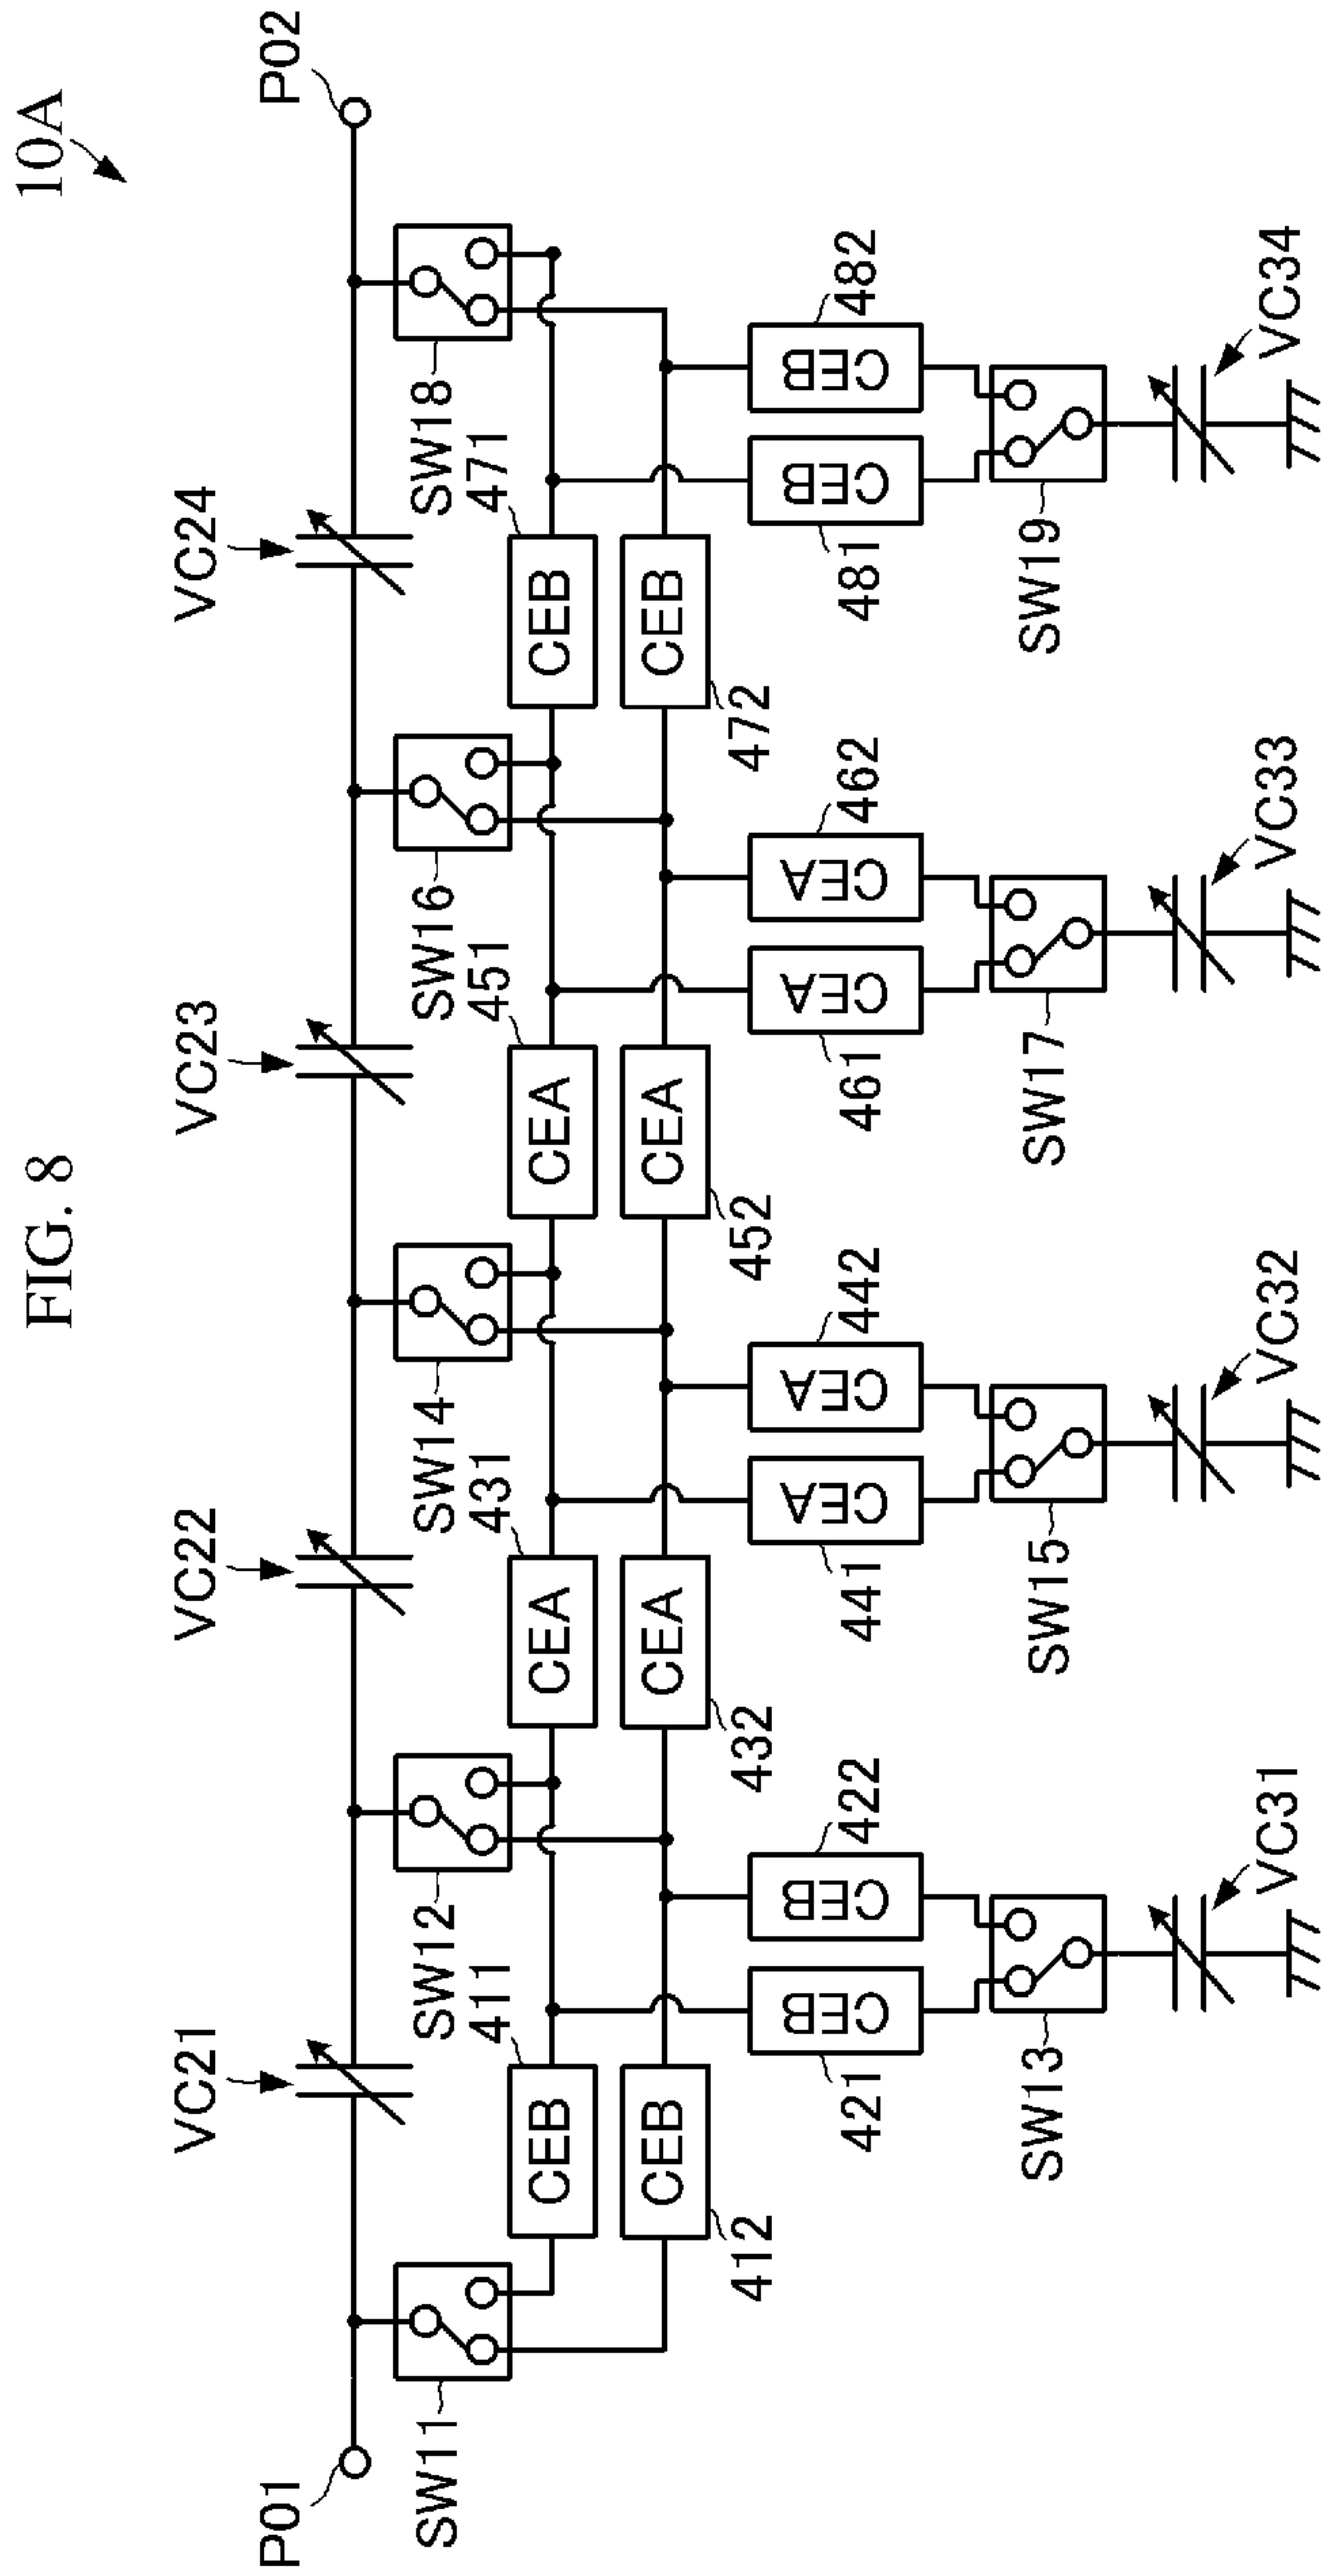 FIG. 8
10A
VC21
VC22
VC23
VC24
P01
P02
SW11
SW12
SW14
SW16
SW18
411
431
451
471
CEB
CEA
CEA
CEB
CEB
CEA
CEA
CEB
412
432
452
472
421
CEB
CEB
422
441
CEA
CEA
442
461
CEA
CEA
462
481
CEB
CEB
482
SW13
SW15
SW17
SW19
VC31
VC32
VC33
VC34